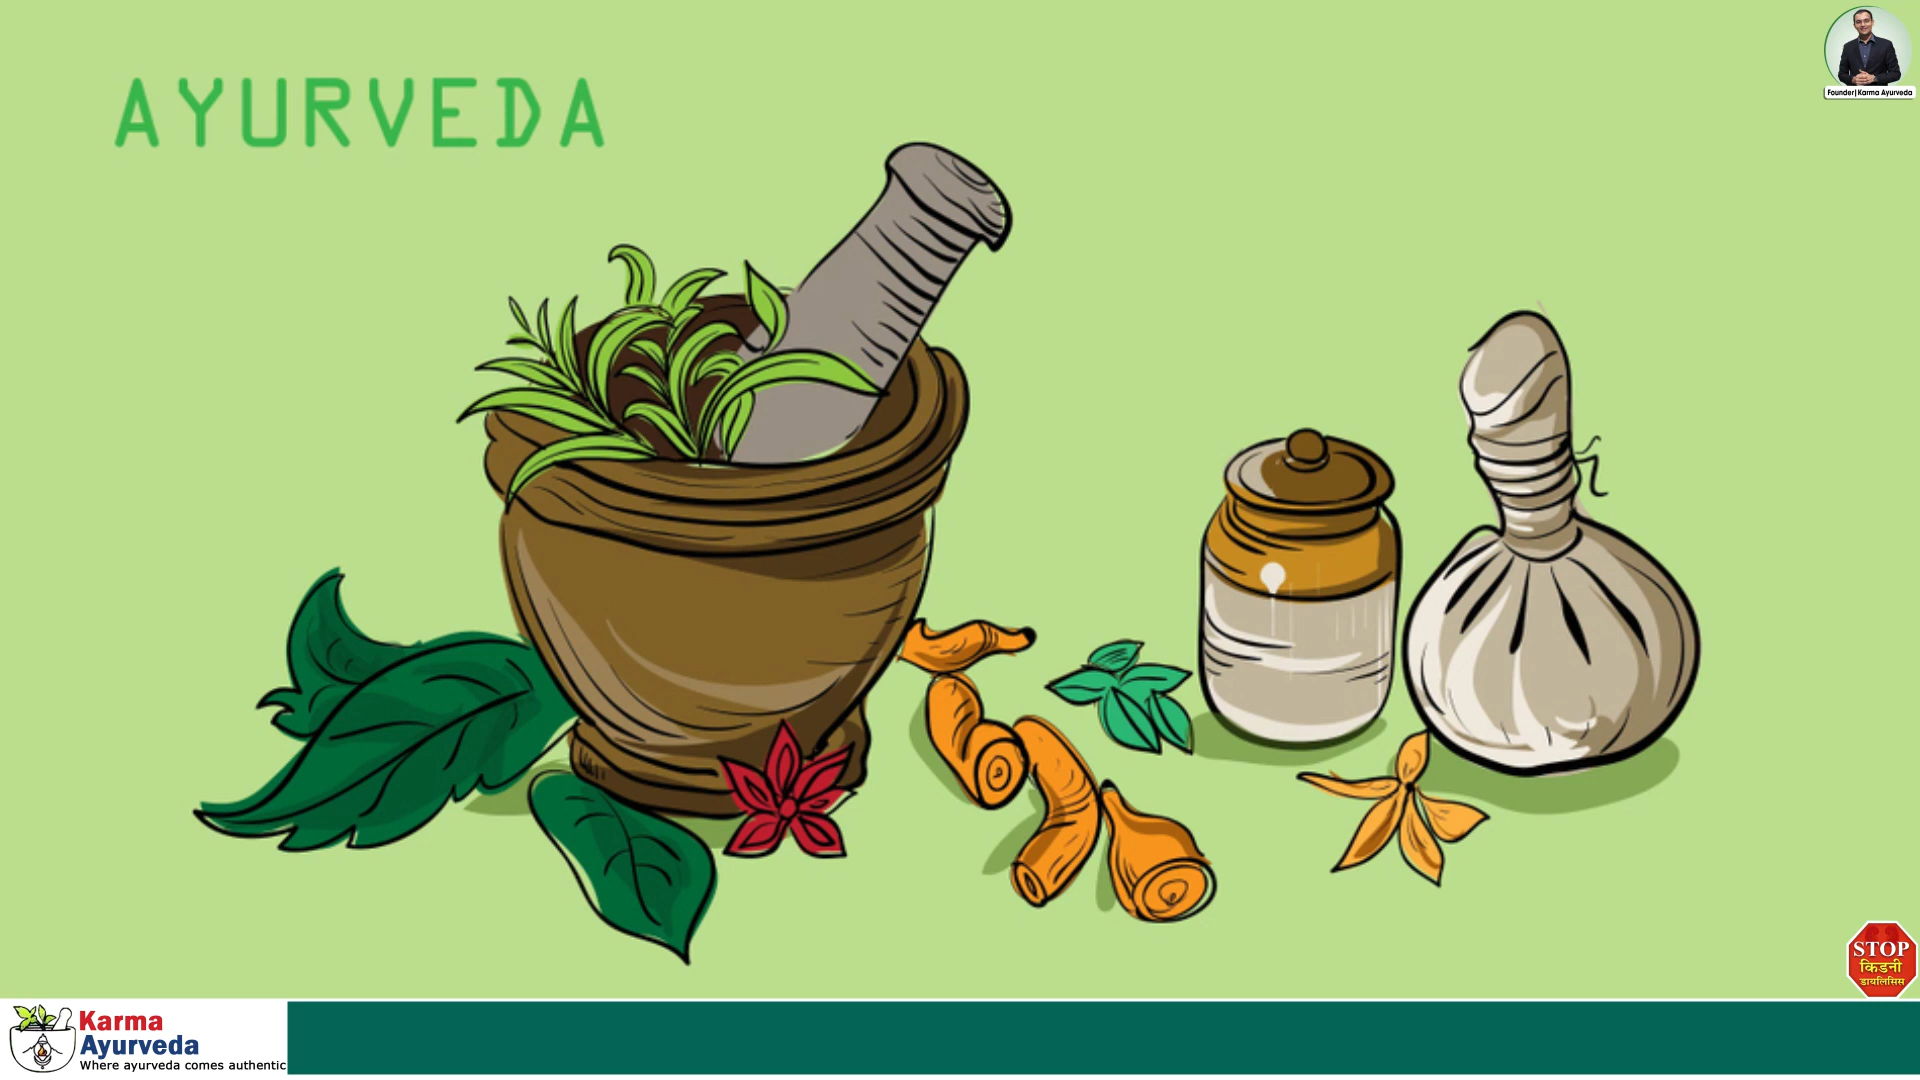 AYURVEDA
Founder|Karma Ayurveda
STOP
किडनी
डायलिसिस
Karma
Ayurveda
Where ayurveda comes authentic